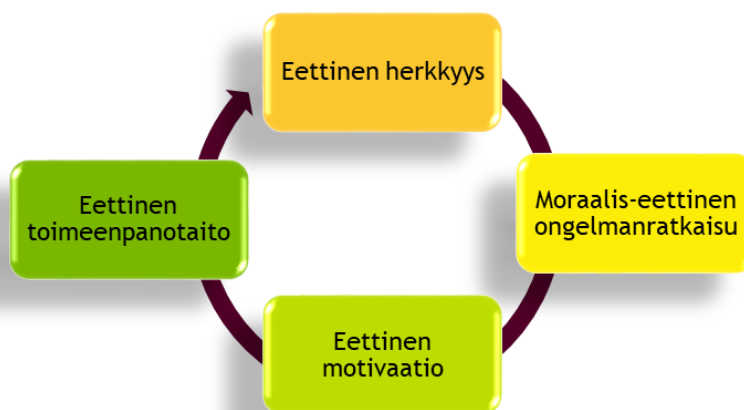 Eettinen herkkyys
Moraalis-eettinen
ongelmanratkaisu
Eettinen
motivaatio
Eettinen
toimeenpanotaito